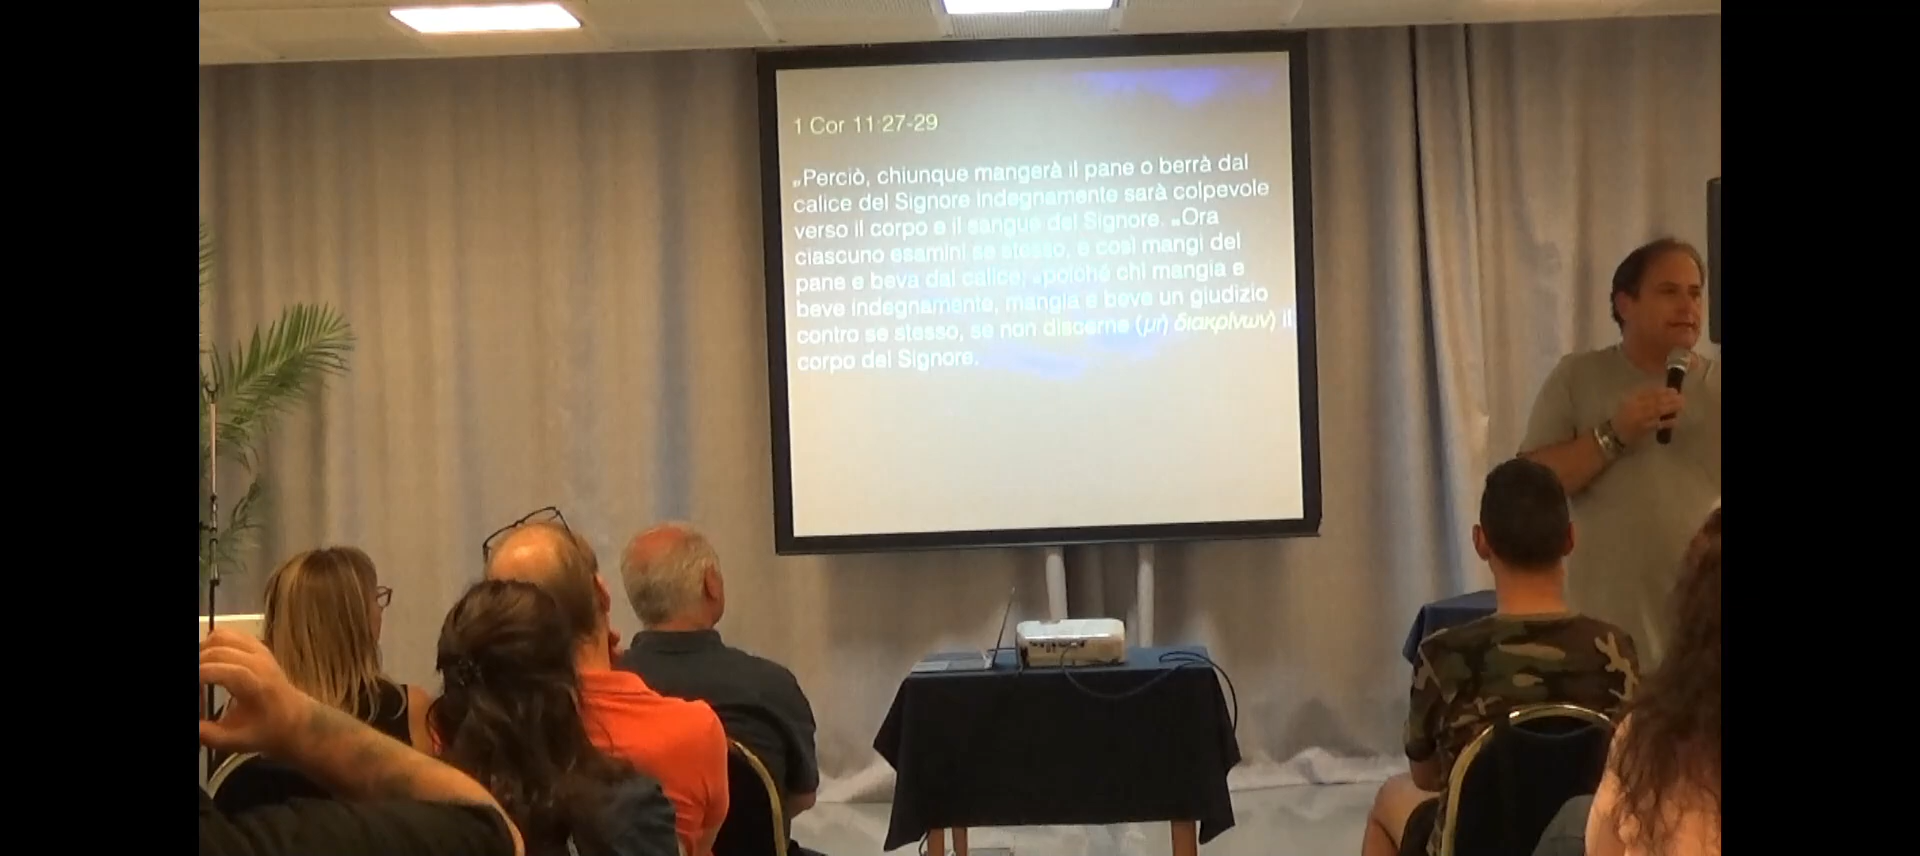 1 Cor 11:27-29
„Perciò, chiunque mangerà il pane o berrà dal
calice del Signore indegnamente sarà colpevole
verso il corpo e il sangue del Signore. Ora
ciascuno esamini se stesso, e così mangi del
pane e beva dal calice; poiché chi mangia e
beve indegnamente, mangia e beve un giudizio
contro se stesso, se non discerne (μὴ διακρίνων) il
corpo del Signore.